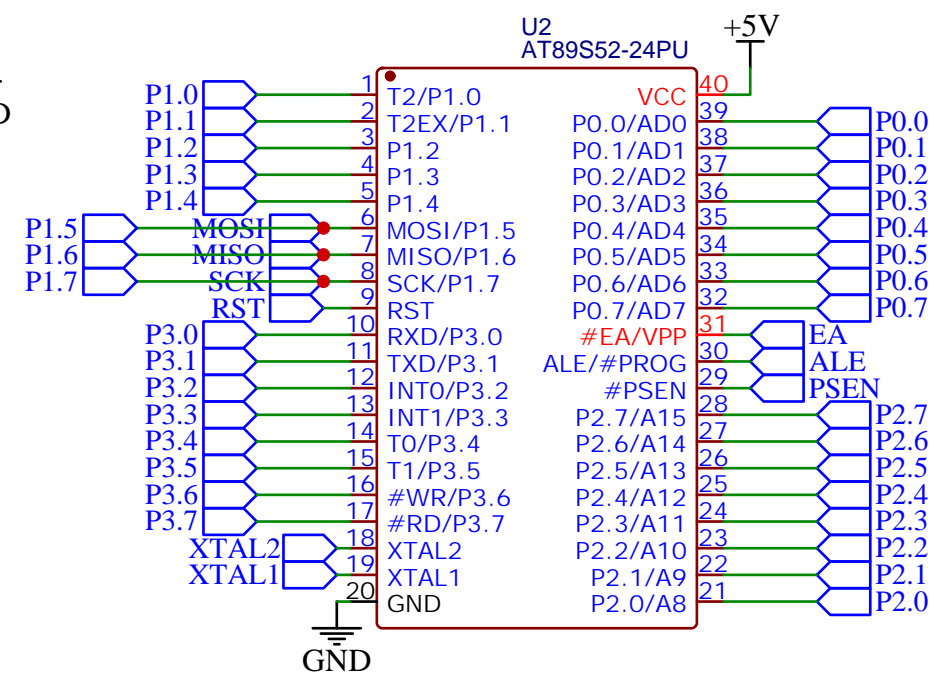 U2
AT89S52-24PU
+5V
D
P1.0 1 T2/P1.0 VCC 40
P1.1 2 T2EX/P1.1 P0.0/AD0 39 P0.0
P1.2 3 P1.2 P0.1/AD1 38 P0.1
P1.3 4 P1.3 P0.2/AD2 37 P0.2
P1.4 5 P1.4 P0.3/AD3 36 P0.3
P1.5 MOSI 6 MOSI/P1.5 P0.4/AD4 35 P0.4
P1.6 MISO 7 MISO/P1.6 P0.5/AD5 34 P0.5
P1.7 SCK 8 SCK/P1.7 P0.6/AD6 33 P0.6
RST 9 RST P0.7/AD7 32 P0.7
P3.0 10 RXD/P3.0 #EA/VPP 31 EA
P3.1 11 TXD/P3.1 ALE/#PROG 30 ALE
P3.2 12 INT0/P3.2 #PSEN 29 PSEN
P3.3 13 INT1/P3.3 P2.7/A15 28 P2.7
P3.4 14 T0/P3.4 P2.6/A14 27 P2.6
P3.5 15 T1/P3.5 P2.5/A13 26 P2.5
P3.6 16 #WR/P3.6 P2.4/A12 25 P2.4
P3.7 17 #RD/P3.7 P2.3/A11 24 P2.3
XTAL2 18 XTAL2 P2.2/A10 23 P2.2
XTAL1 19 XTAL1 P2.1/A9 22 P2.1
20 GND P2.0/A8 21 P2.0
GND